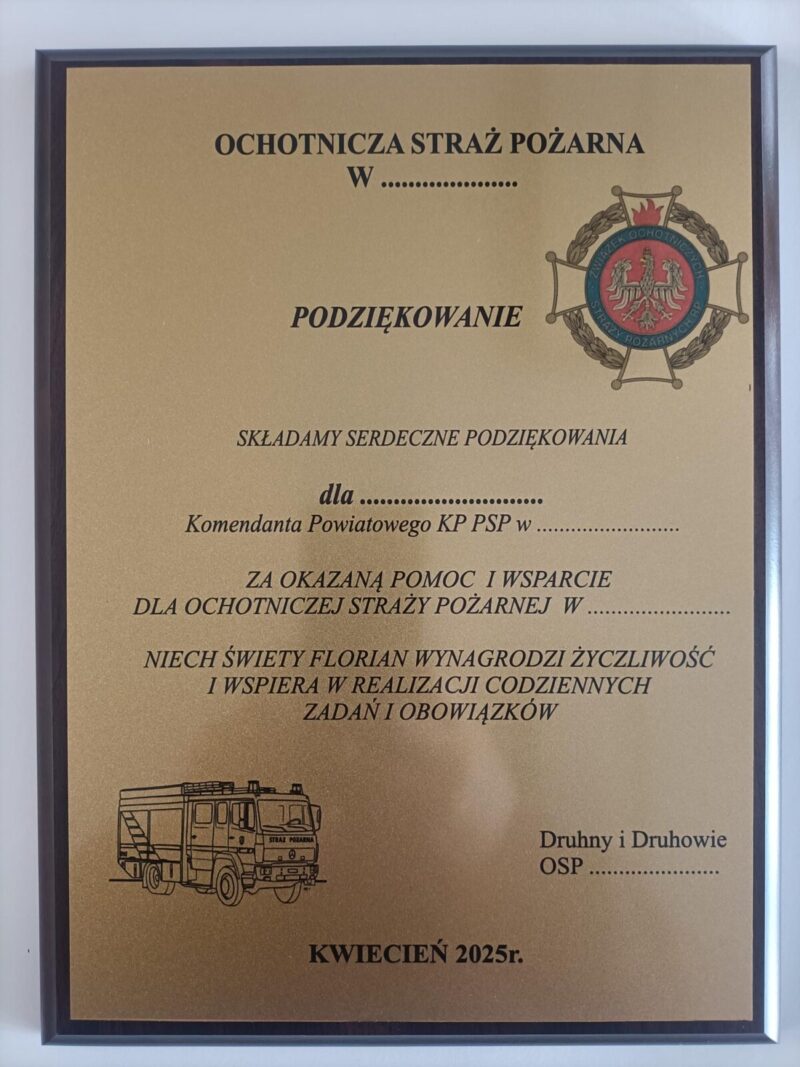 OCHOTNICZA STRAŻ POŻARNA
W .....................
ZWIĄZEK OCHOTNICZYCH
STRAŻY POŻARNYCH RP
PODZIĘKOWANIE
SKŁADAMY SERDECZNE PODZIĘKOWANIA
dla ...........................
Komendanta Powiatowego KP PSP w ........................
ZA OKAZANĄ POMOC I WSPARCIE
DLA OCHOTNICZEJ STRAŻY POŻARNEJ W ........................
NIECH ŚWIETY FLORIAN WYNAGRODZI ŻYCZLIWOŚĆ
I WSPIERA W REALIZACJI CODZIENNYCH
ZADAŃ I OBOWIĄZKÓW
STRAŻ POŻARNA
Druhny i Druhowie
OSP ......................
KWIECIEŃ 2025r.